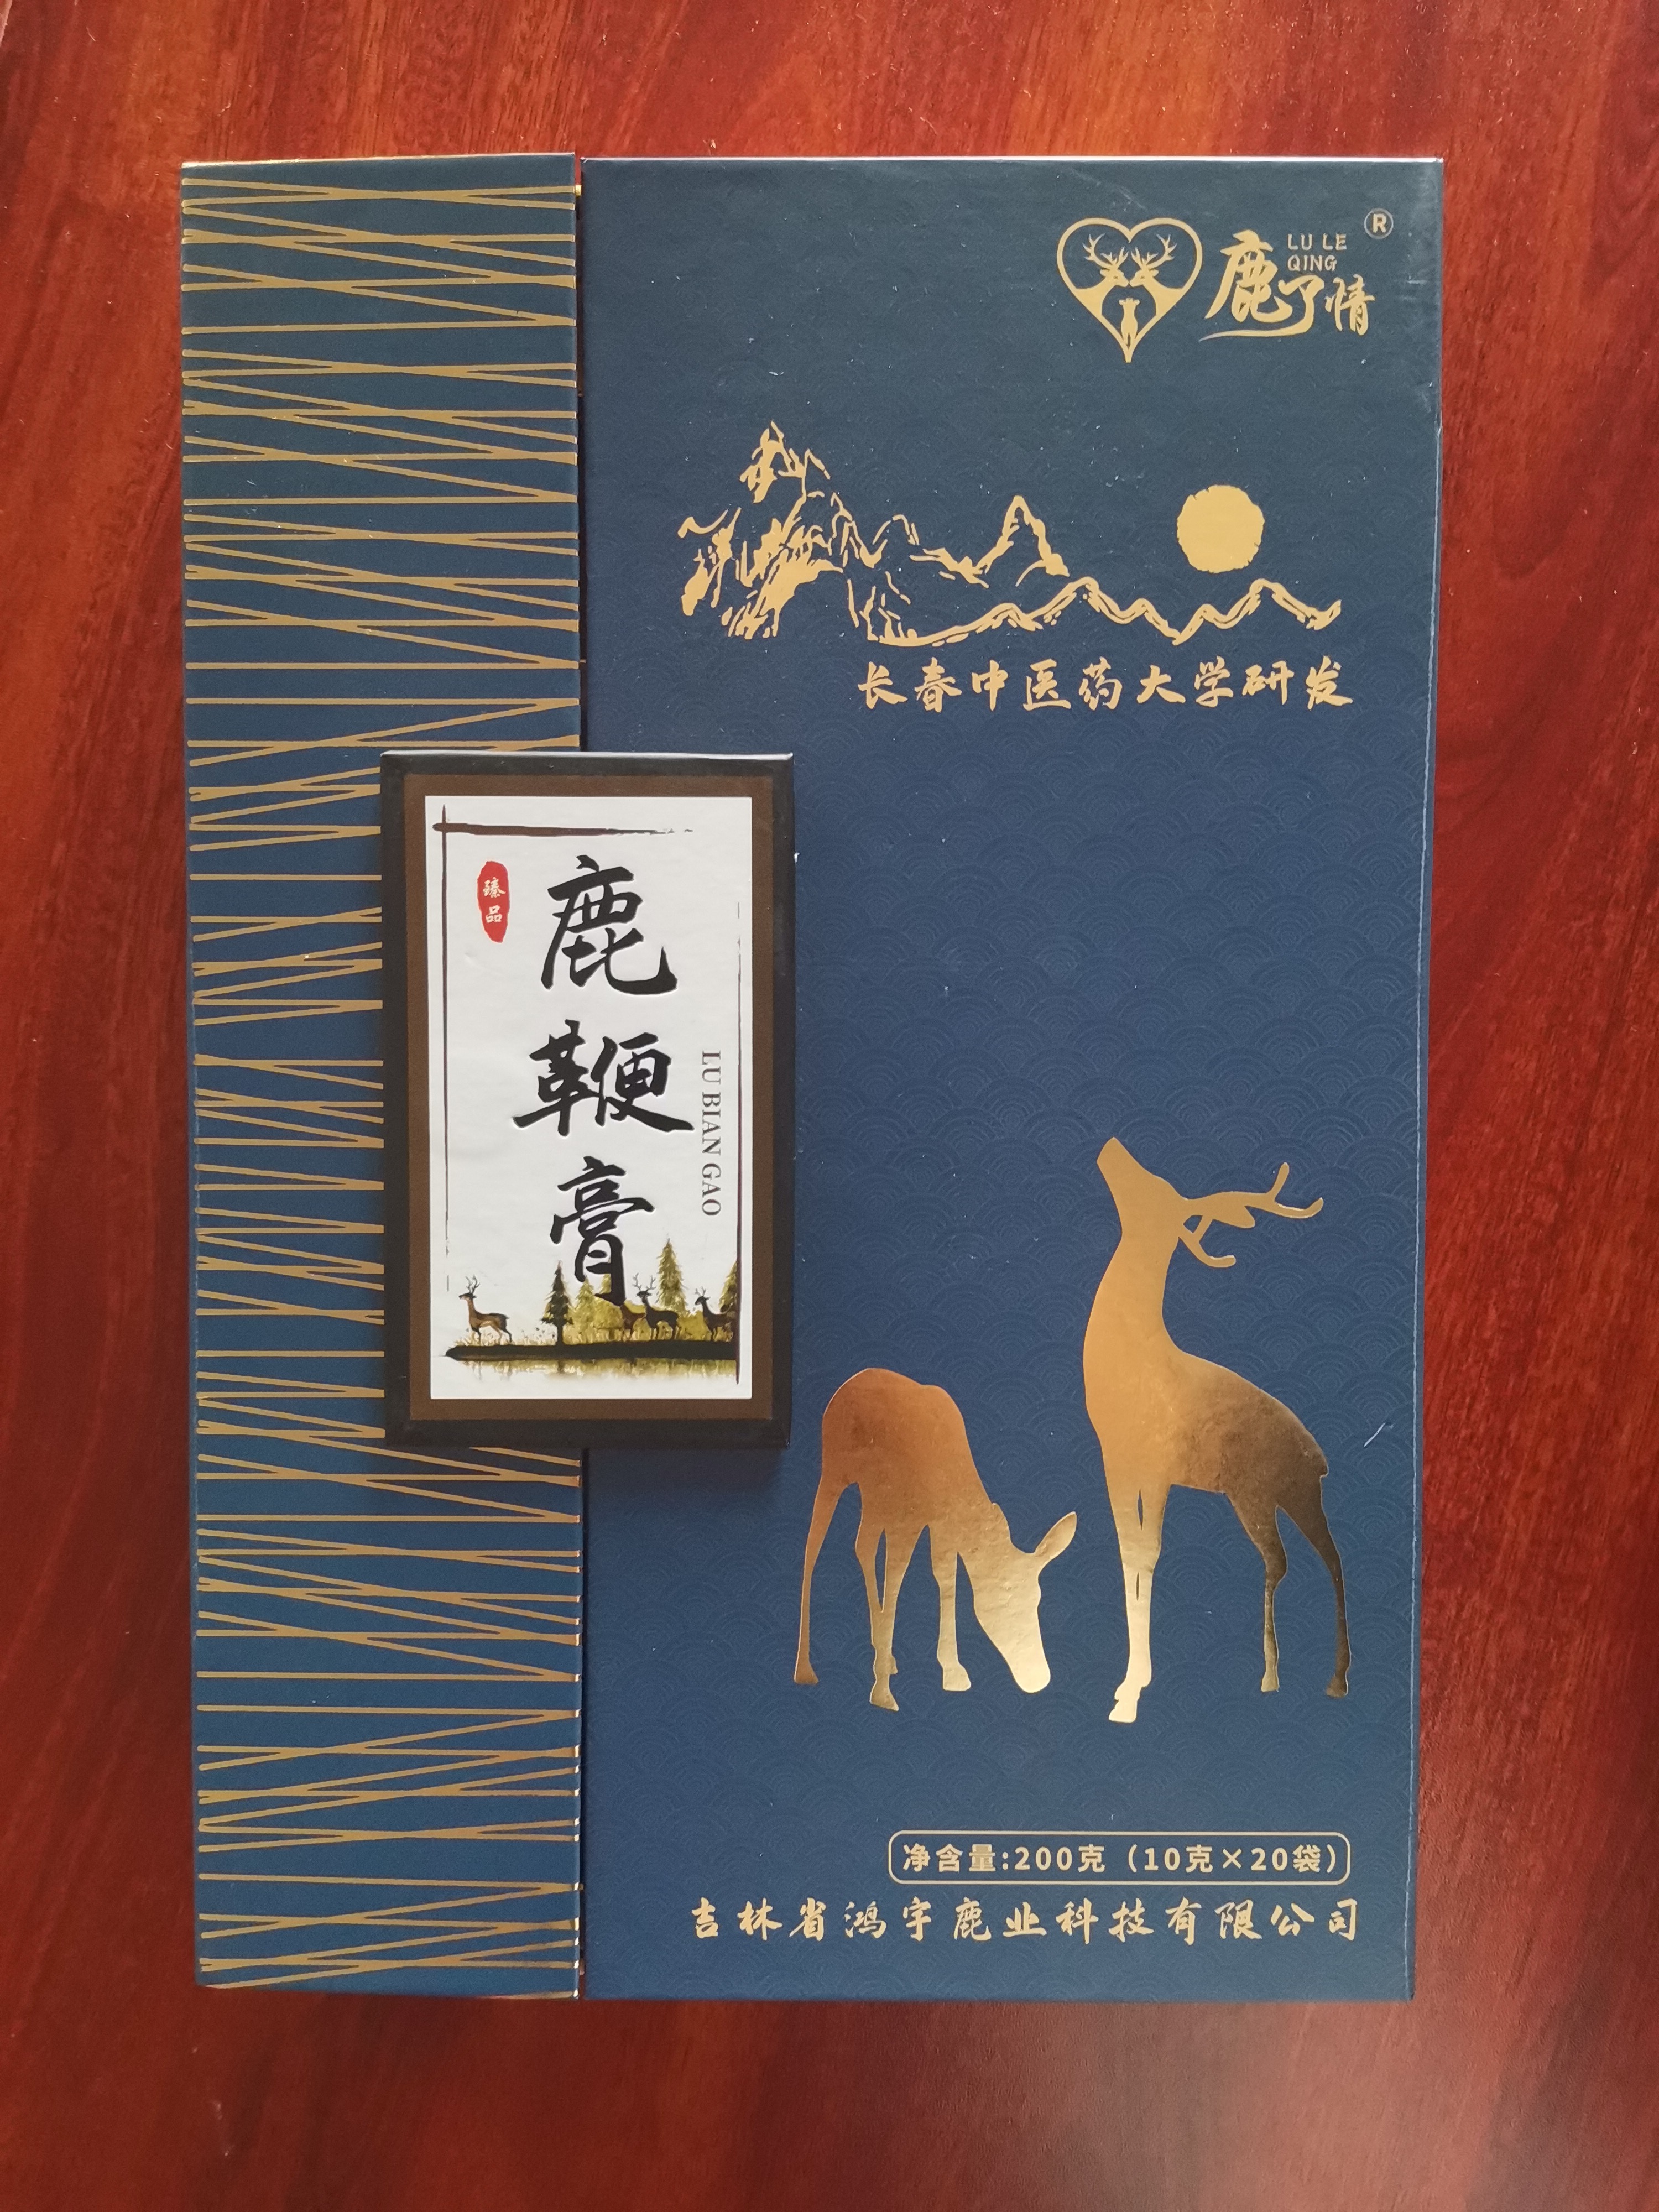 LU LE
QING
鹿了情
®
长春中医药大学研发
臻品
鹿鞭膏
LU BIAN GAO
净含量:200克（10克×20袋）
吉林省鸿宇鹿业科技有限公司